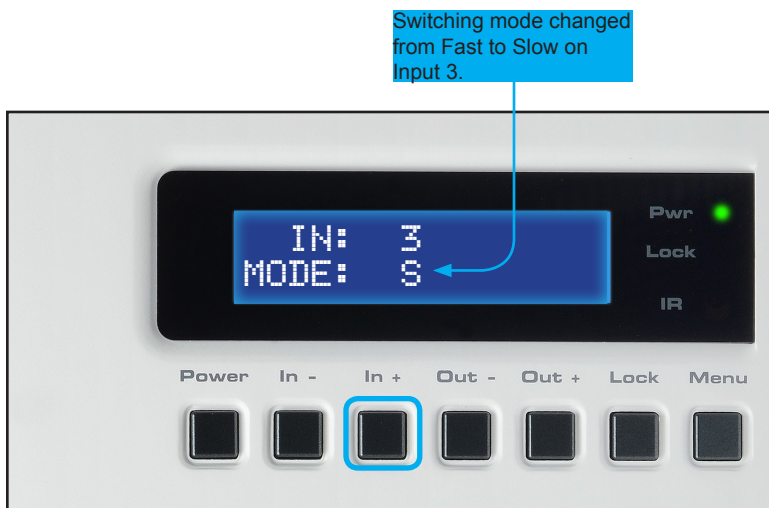 Switching mode changed
from Fast to Slow on
Input 3.
IN: 3
MODE: S
Pwr
Lock
IR
Power In - In + Out - Out + Lock Menu